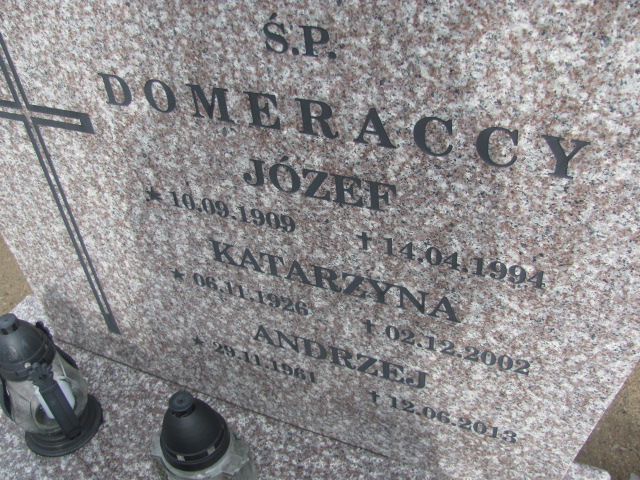 Ś.P.
DOMERACCY
JÓZEF
★ 10.09.1909 ✝ 14.04.1994
KATARZYNA
★ 06.11.1926 ✝ 02.12.2002
ANDRZEJ
★ 29.11.1961 ✝ 12.06.2013